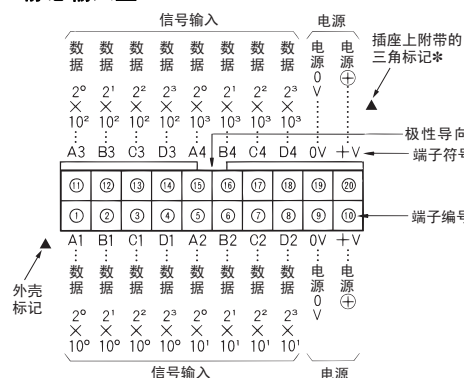 信号输入 电源
数据 数据 数据 数据 数据 数据 数据 数据 电源 电源
2⁰×10² 2¹×10² 2²×10² 2³×10² 2⁰×10³ 2¹×10³ 2²×10³ 2³×10³ 0V ⊕
插座上附带的
三角标记*
▲
极性导向
A3 B3 C3 D3 A4 B4 C4 D4 0V +V 端子符号
⑪ ⑫ ⑬ ⑭ ⑮ ⑯ ⑰ ⑱ ⑲ ⑳
① ② ③ ④ ⑤ ⑥ ⑦ ⑧ ⑨ ⑩ 端子编号
▲ A1 B1 C1 D1 A2 B2 C2 D2 0V +V
外壳
标记
数据 数据 数据 数据 数据 数据 数据 数据 电源 电源
2⁰×10⁰ 2¹×10⁰ 2²×10⁰ 2³×10⁰ 2⁰×10¹ 2¹×10¹ 2²×10¹ 2³×10¹ 0V ⊕
信号输入 电源